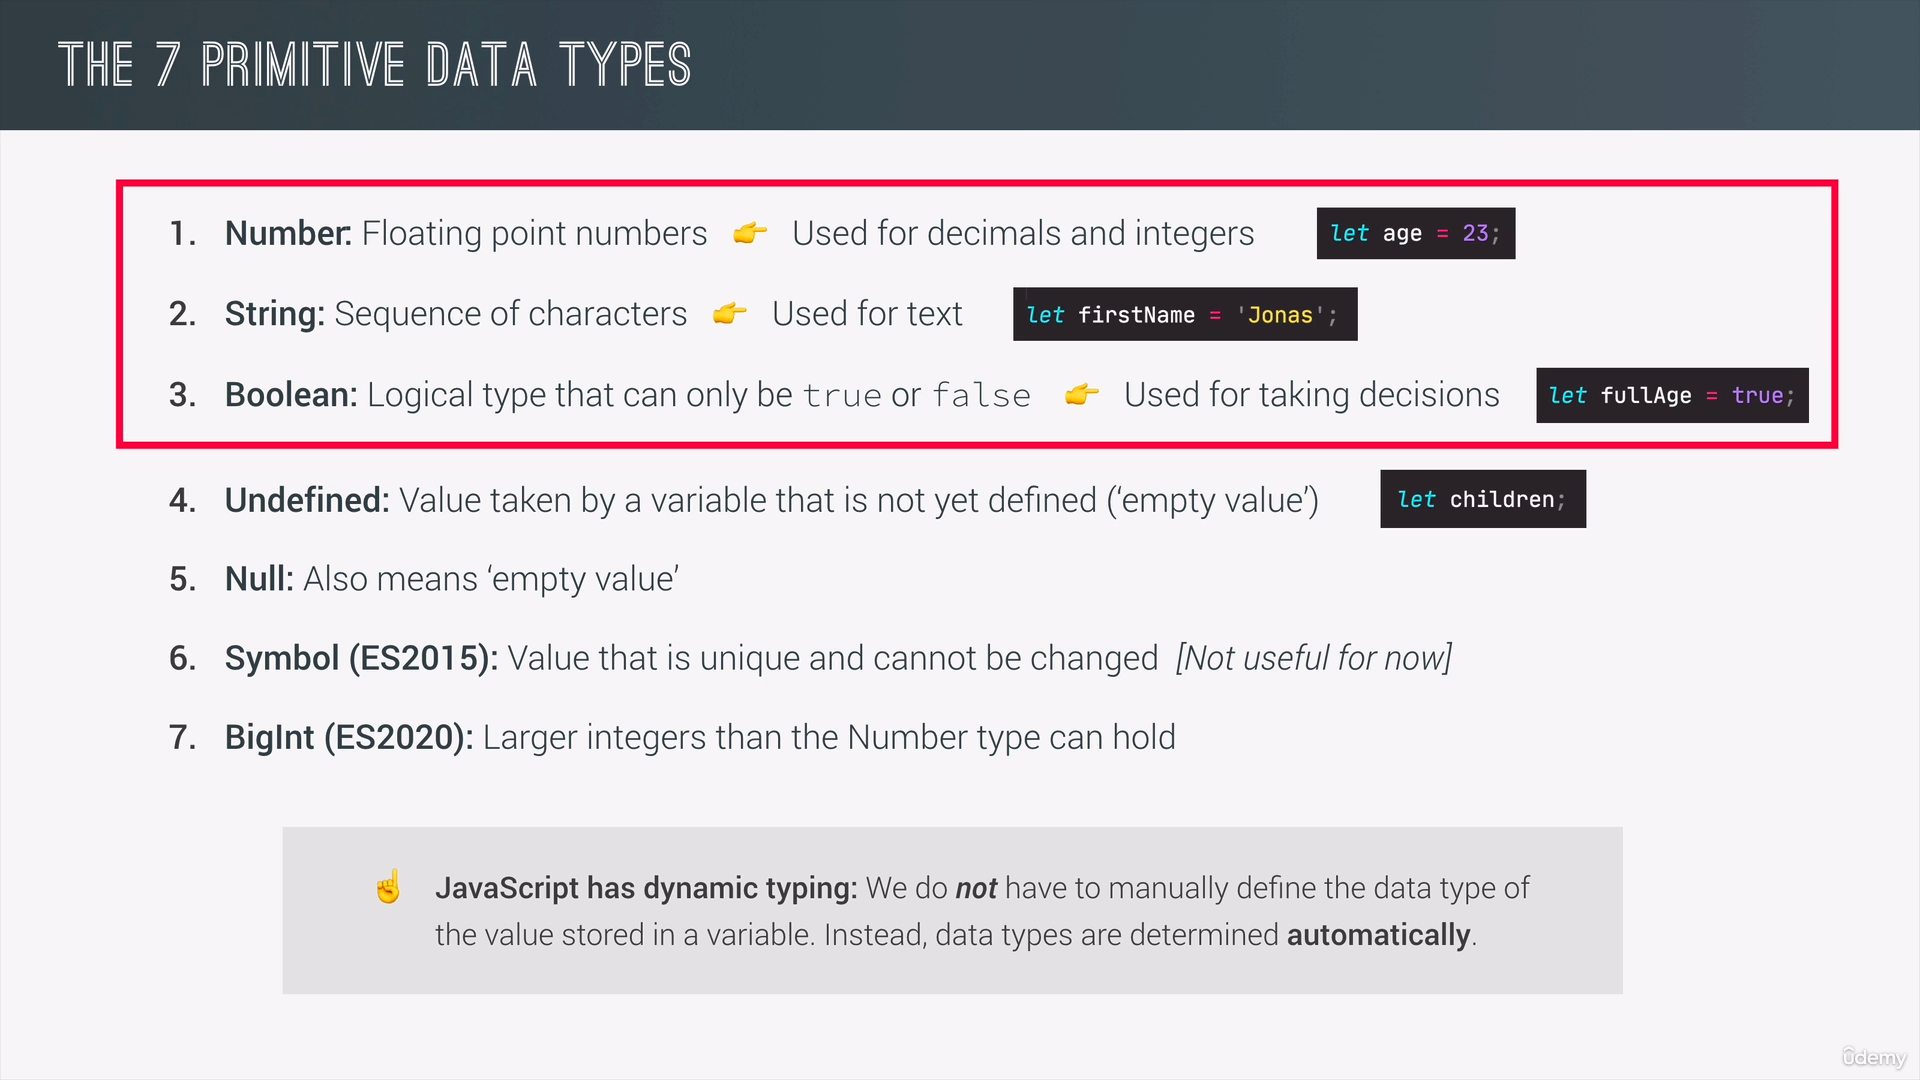 THE 7 PRIMITIVE DATA TYPES
1. Number: Floating point numbers 👉 Used for decimals and integers let age = 23;
2. String: Sequence of characters 👉 Used for text let firstName = 'Jonas';
3. Boolean: Logical type that can only be true or false 👉 Used for taking decisions let fullAge = true;
4. Undefined: Value taken by a variable that is not yet defined (‘empty value’) let children;
5. Null: Also means ‘empty value’
6. Symbol (ES2015): Value that is unique and cannot be changed [Not useful for now]
7. BigInt (ES2020): Larger integers than the Number type can hold
☝️ JavaScript has dynamic typing: We do not have to manually define the data type of
the value stored in a variable. Instead, data types are determined automatically.
ûdemy